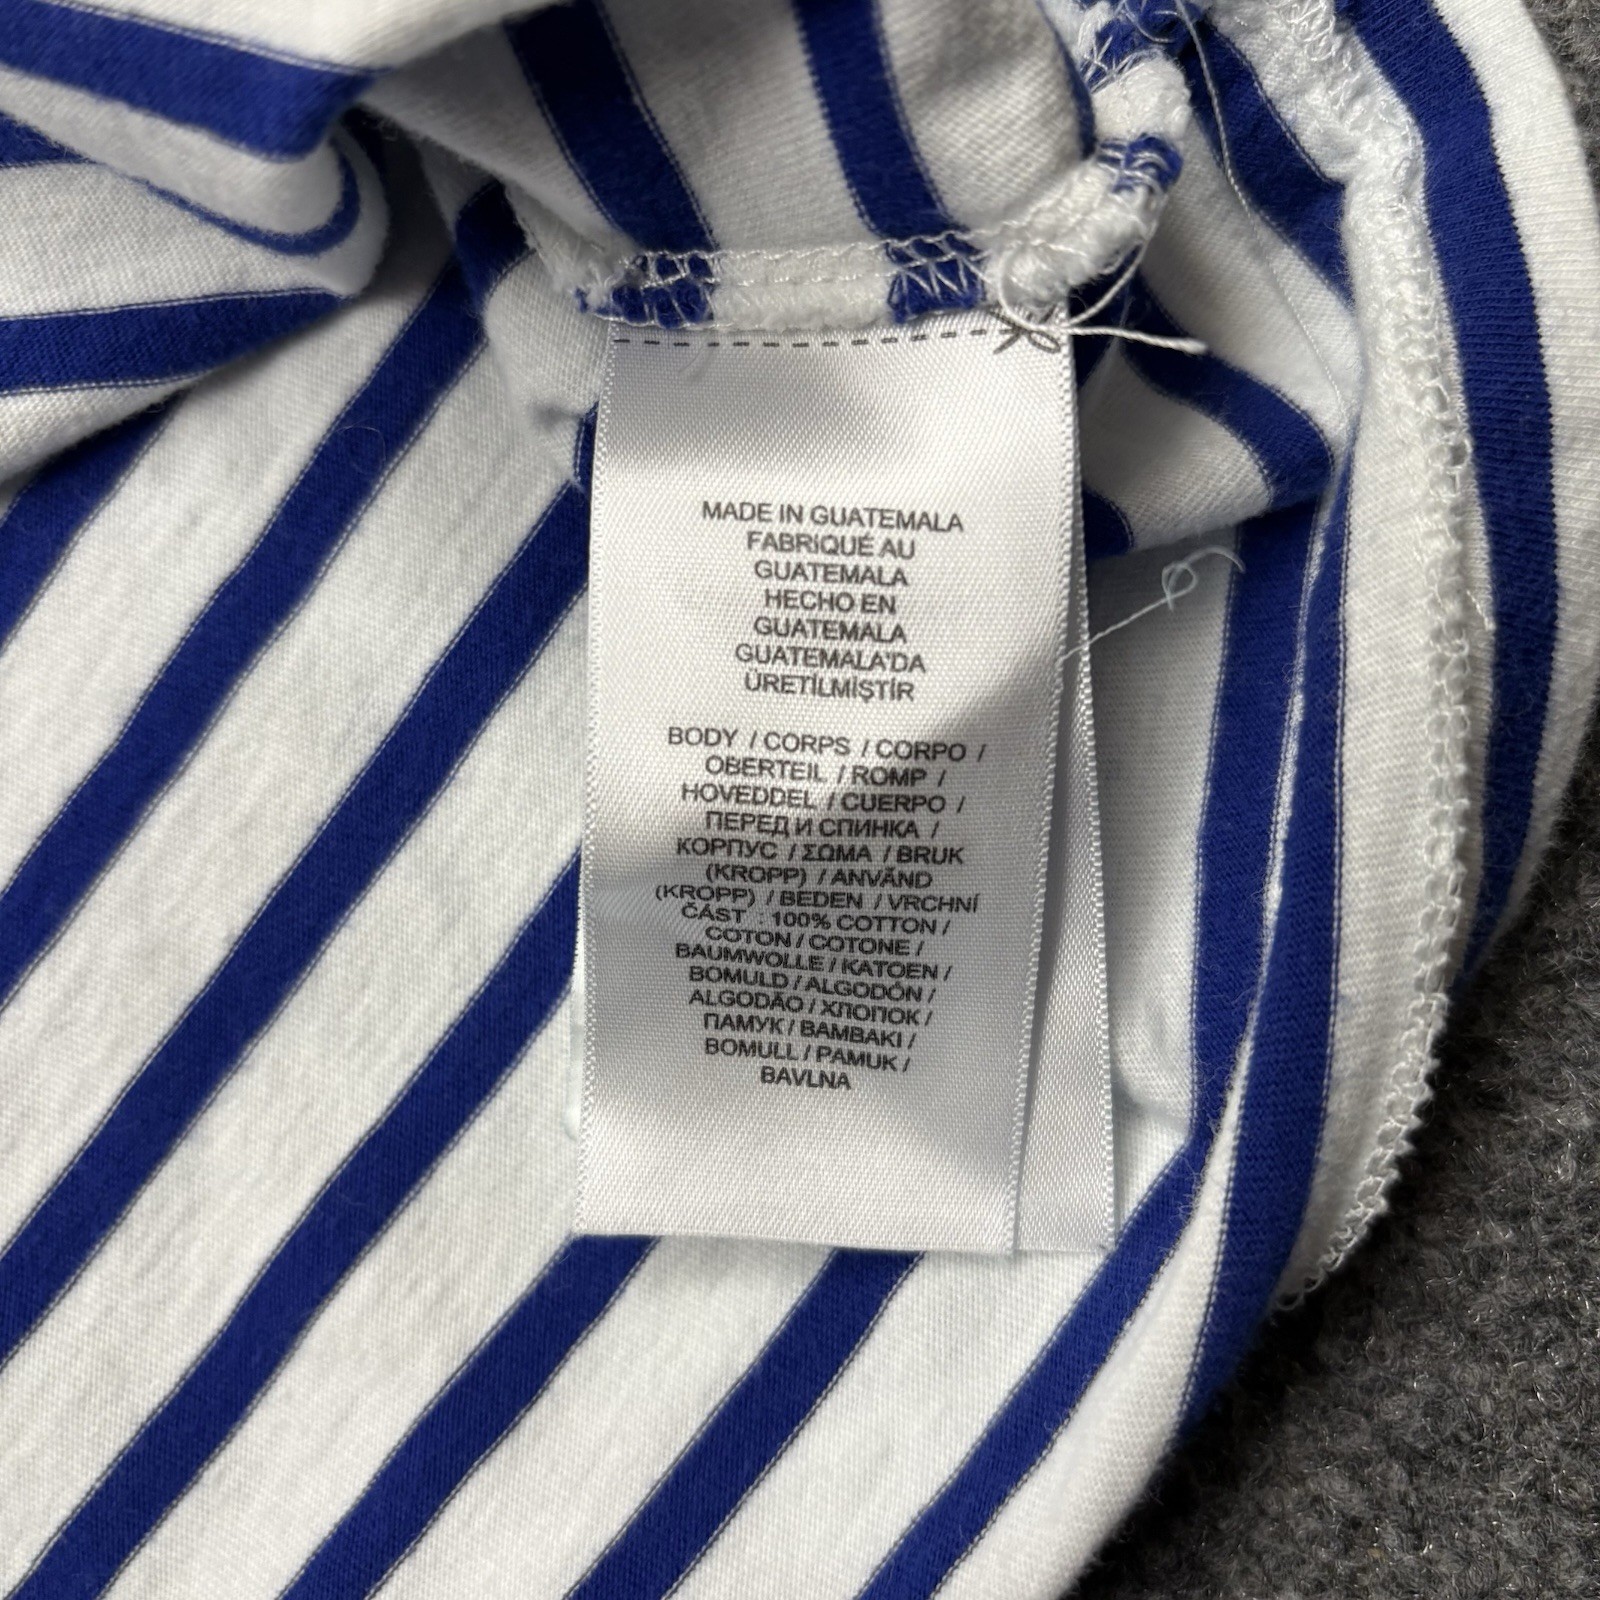 MADE IN GUATEMALA
FABRIQUÉ AU
GUATEMALA
HECHO EN
GUATEMALA
GUATEMALA'DA
ÜRETİLMİŞTİR
BODY / CORPS / CORPO /
OBERTEIL / ROMP /
HOVEDDEL / CUERPO /
ПЕРЕД И СПИНКА /
КОРПУС / ΣΩΜΑ / BRUK
(KROPP) / ANVÄND
(KROPP) / BEDEN / VRCHNÍ
ČÁST : 100% COTTON /
COTON / COTONE /
BAUMWOLLE / KATOEN /
BOMULD / ALGODÓN /
ALGODÃO / ХЛОПОК /
ПАМУК / BAMBAKI /
BOMULL / PAMUK /
BAVLNA